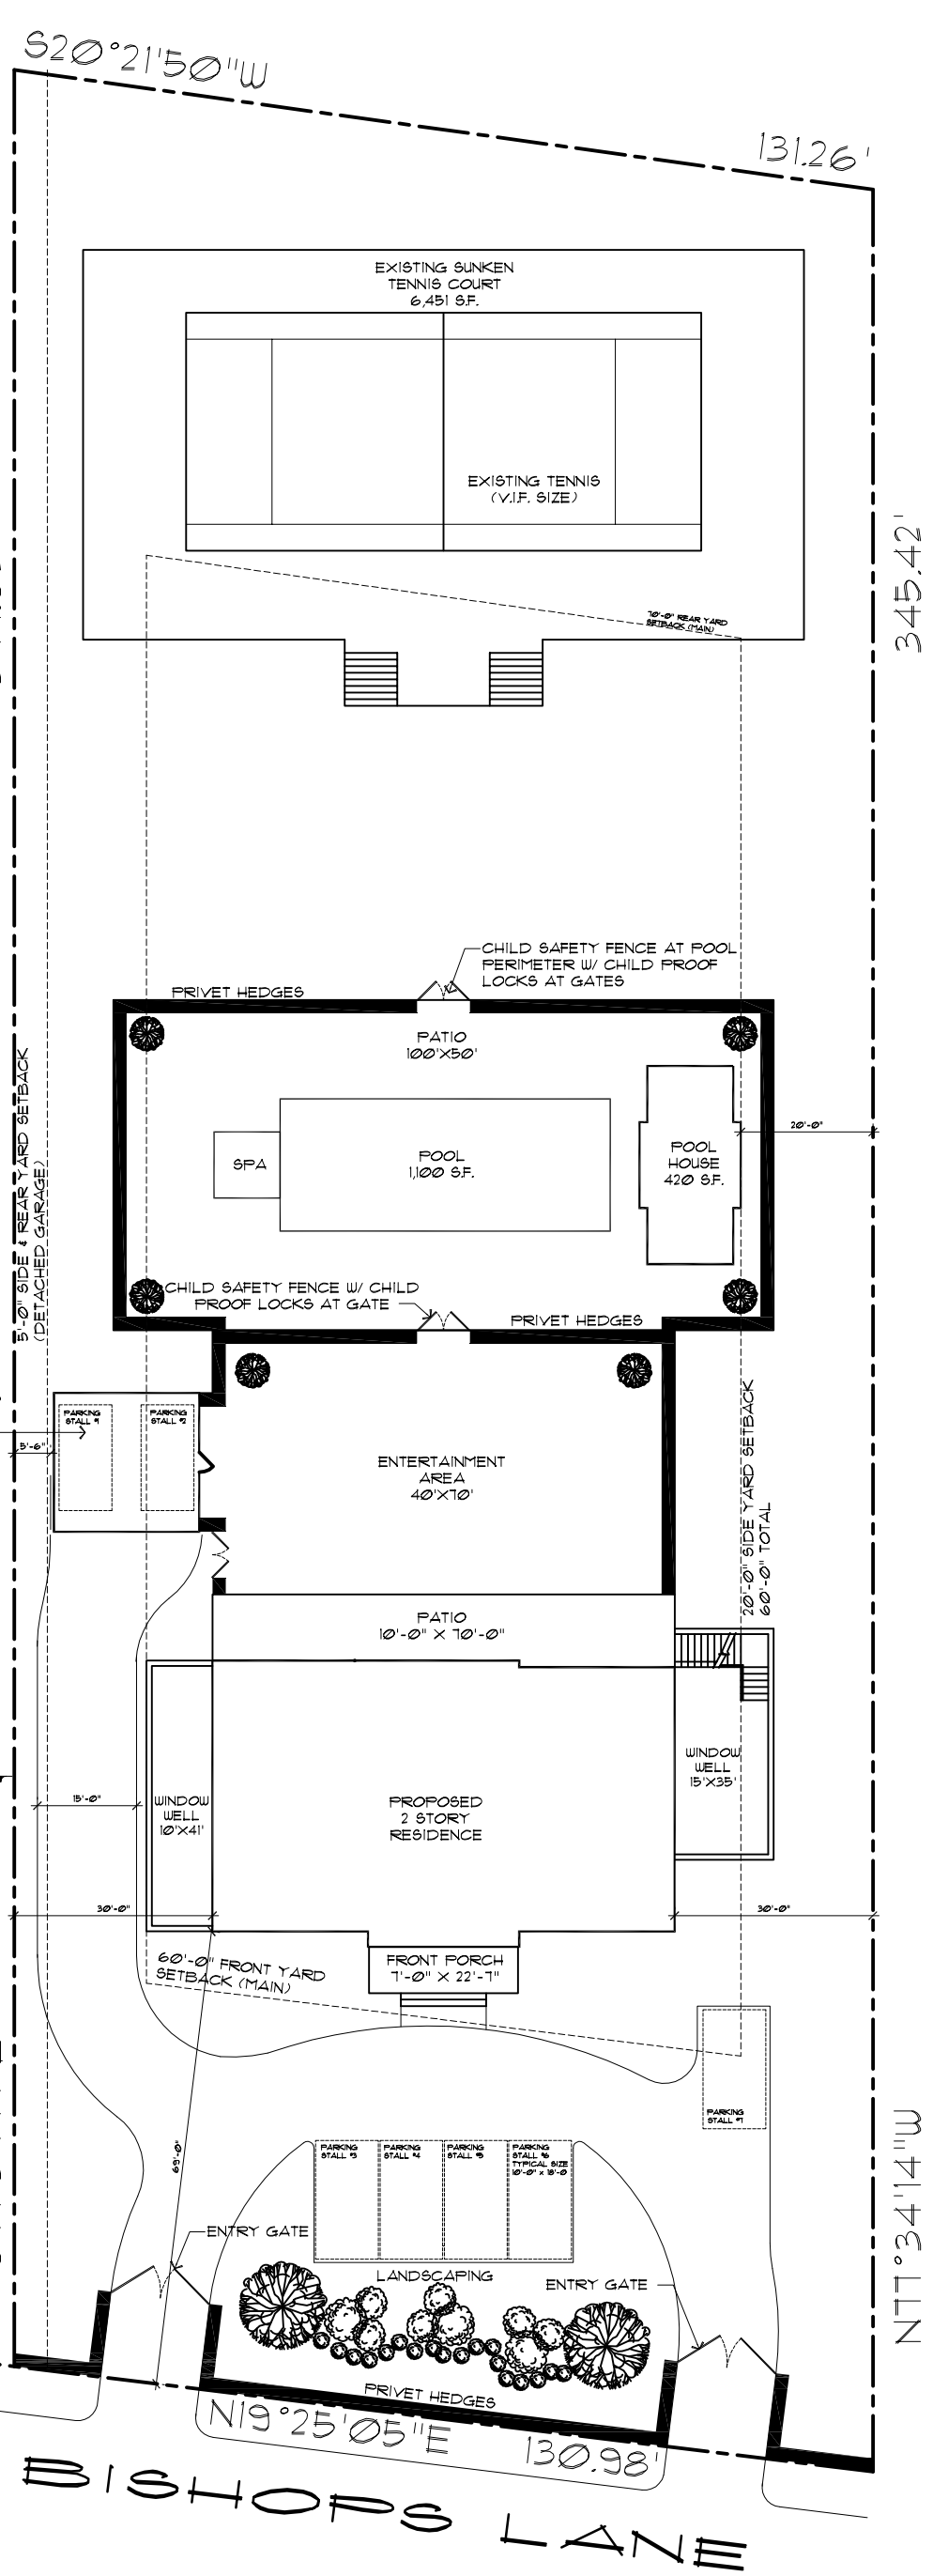 S20°21'50"W
131.26'
EXISTING SUNKEN
TENNIS COURT
6,451 S.F.
EXISTING TENNIS
(V.I.F. SIZE)
345.42'
70'-0" REAR YARD
SETBACK (MAIN)
CHILD SAFETY FENCE AT POOL
PERIMETER W/ CHILD PROOF
LOCKS AT GATES
PRIVET HEDGES
PATIO
100'X50'
5'-0" SIDE & REAR YARD SETBACK
(DETACHED GARAGE)
20'-0"
SPA
POOL
1,100 S.F.
POOL
HOUSE
420 S.F.
CHILD SAFETY FENCE W/ CHILD
PROOF LOCKS AT GATE
PRIVET HEDGES
PARKING
STALL #1
PARKING
STALL #2
5'-6"
ENTERTAINMENT
AREA
40'X70'
20'-0" SIDE YARD SETBACK
60'-0" TOTAL
PATIO
10'-0" X 70'-0"
WINDOW
WELL
15'X35'
15'-0"
WINDOW
WELL
10'X41'
PROPOSED
2 STORY
RESIDENCE
30'-0"
30'-0"
60'-0" FRONT YARD
SETBACK (MAIN)
FRONT PORCH
7'-0" X 22'-7"
PARKING
STALL #7
69'-0"
PARKING
STALL #3
PARKING
STALL #4
PARKING
STALL #5
PARKING
STALL #6
TYPICAL SIZE
10'-0" x 18'-0
N77°34'14"W
ENTRY GATE
LANDSCAPING
ENTRY GATE
PRIVET HEDGES
N19°25'05"E
130.98'
BISHOPS LANE